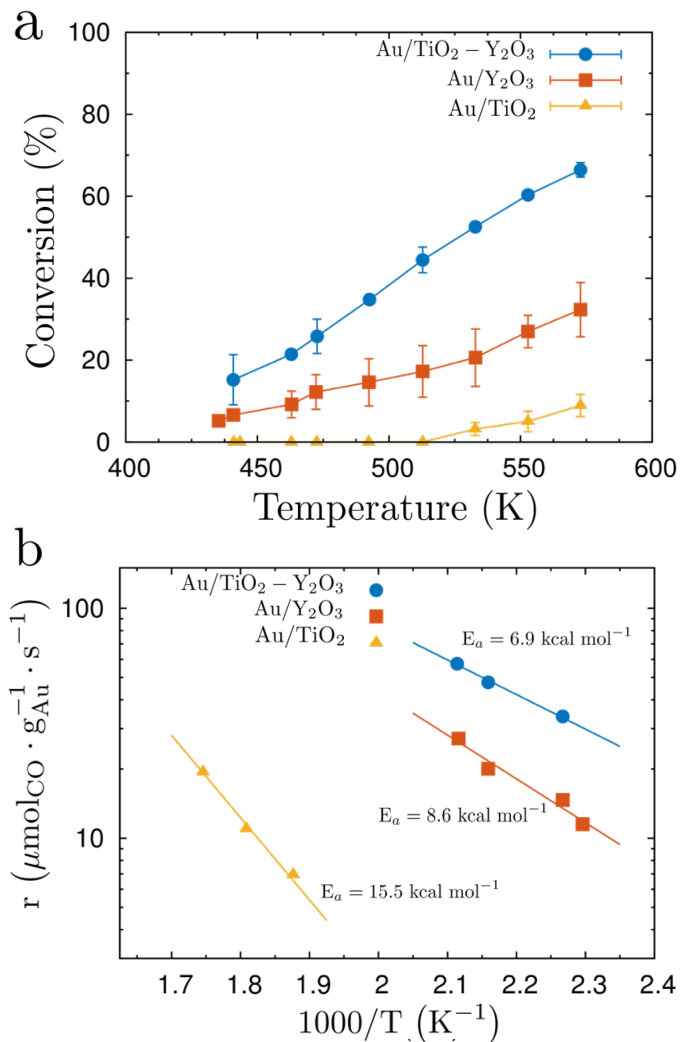 a
100
80
60
40
20
0
Conversion (%)
Au/TiO₂ − Y₂O₃
Au/Y₂O₃
Au/TiO₂
400 450 500 550 600
Temperature (K)
b
100
10
r (μmol_CO · g_Au⁻¹ · s⁻¹)
Au/TiO₂ − Y₂O₃
Au/Y₂O₃
Au/TiO₂
Eₐ = 6.9 kcal mol⁻¹
Eₐ = 8.6 kcal mol⁻¹
Eₐ = 15.5 kcal mol⁻¹
1.7 1.8 1.9 2 2.1 2.2 2.3 2.4
1000/T (K⁻¹)